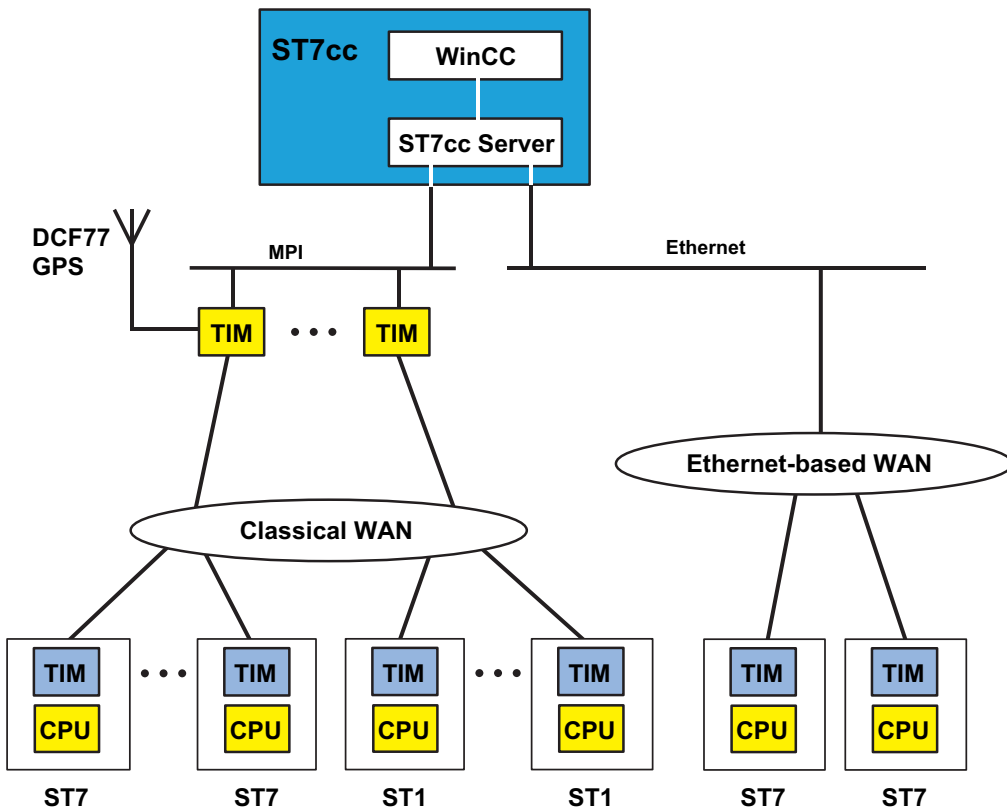 ST7cc
WinCC
ST7cc Server
DCF77
GPS
MPI
Ethernet
TIM
• • •
TIM
Ethernet-based WAN
Classical WAN
TIM
• • •
TIM
TIM
• • •
TIM
TIM
TIM
CPU
CPU
CPU
CPU
CPU
CPU
ST7
ST7
ST1
ST1
ST7
ST7